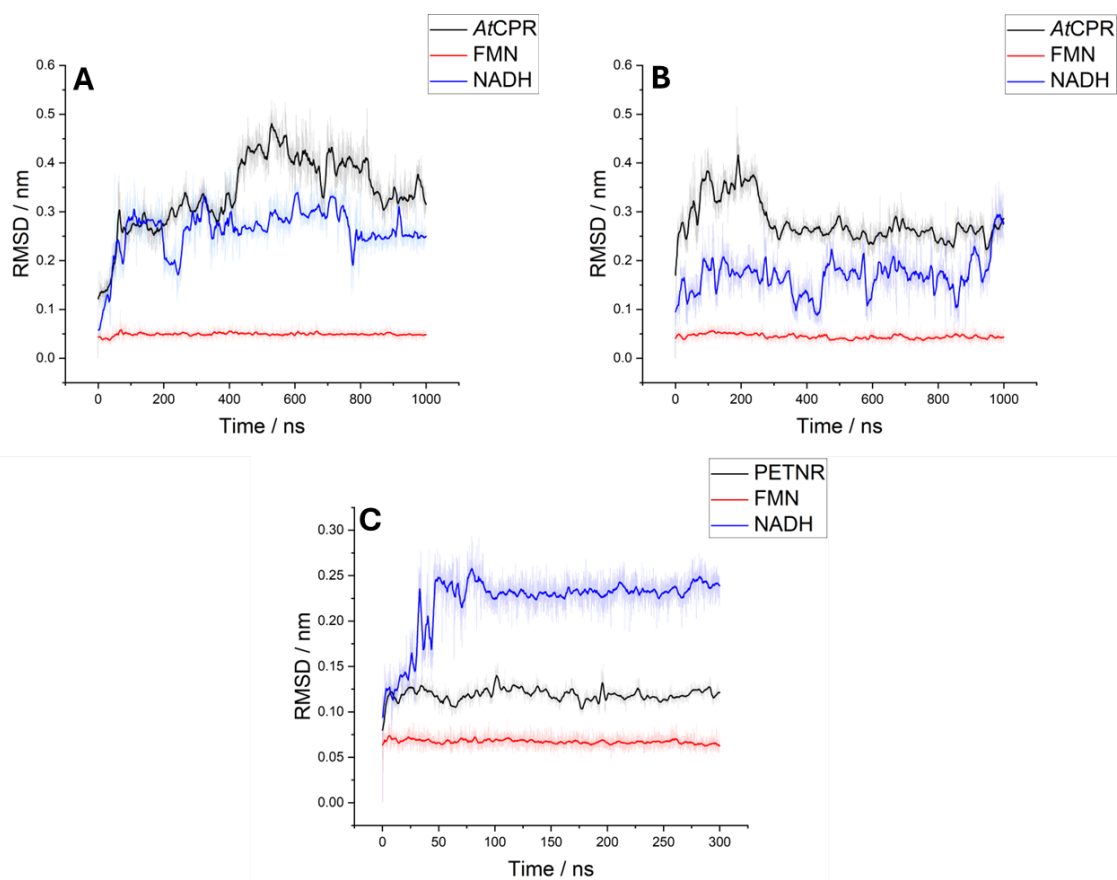 AtCPR
FMN
NADH
A
0.6
0.5
0.4
0.3
0.2
0.1
0.0
RMSD / nm
0 200 400 600 800 1000
Time / ns
AtCPR
FMN
NADH
B
0.6
0.5
0.4
0.3
0.2
0.1
0.0
RMSD / nm
0 200 400 600 800 1000
Time / ns
PETNR
FMN
NADH
C
0.30
0.25
0.20
0.15
0.10
0.05
0.00
RMSD / nm
0 50 100 150 200 250 300
Time / ns